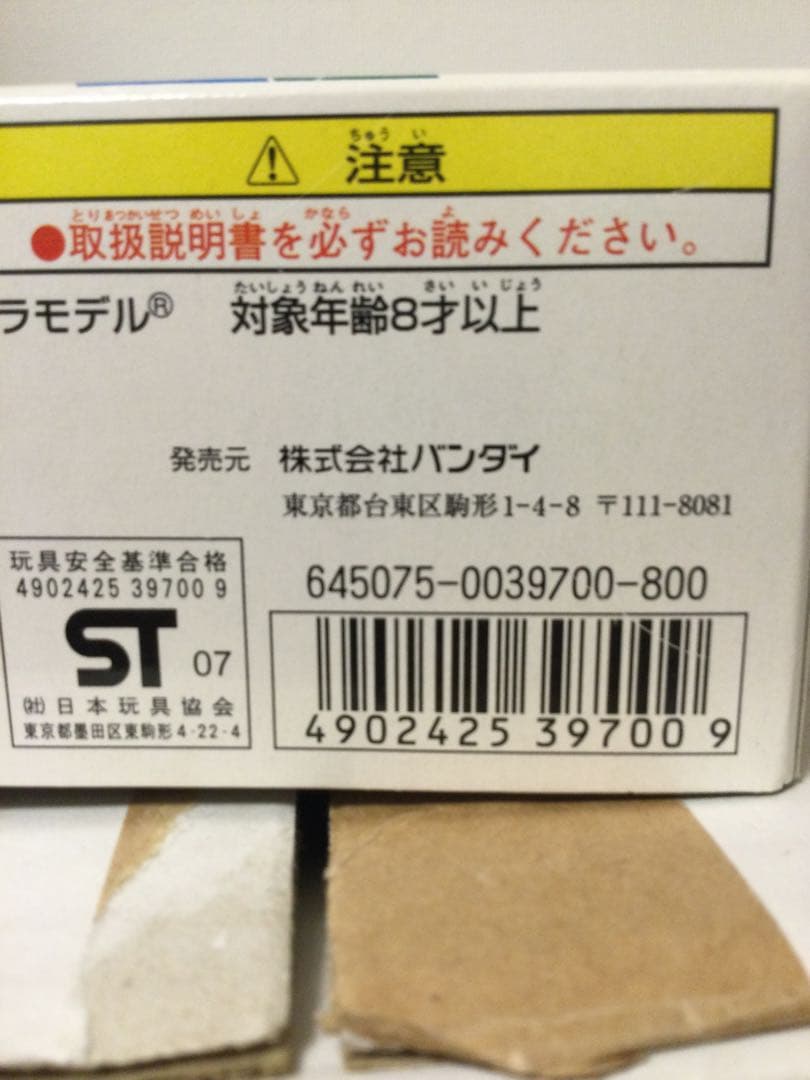 ちゅうい
注意
とりあつかいせつめいしょ かなら よ
●取扱説明書を必ずお読みください。
たいしょうねんれい さいいじょう
ラモデル® 対象年齢8才以上
発売元 株式会社バンダイ
東京都台東区駒形1-4-8 〒111-8081
玩具安全基準合格
4902425 39700 9
ST 07
㈳日本玩具協会
東京都墨田区東駒形4-22-4
645075-0039700-800
4902425 39700 9